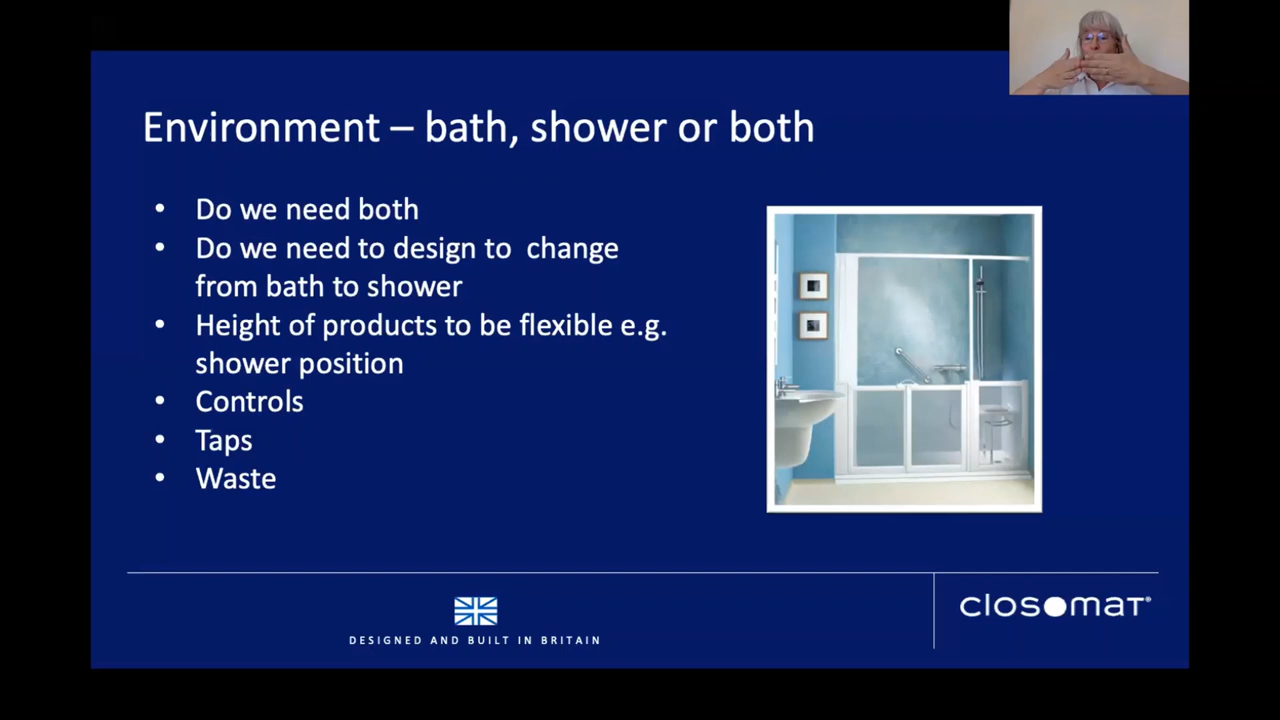 Environment – bath, shower or both
• Do we need both
• Do we need to design to  change
from bath to shower
• Height of products to be flexible e.g.
shower position
• Controls
• Taps
• Waste
DESIGNED AND BUILT IN BRITAIN
closomat®